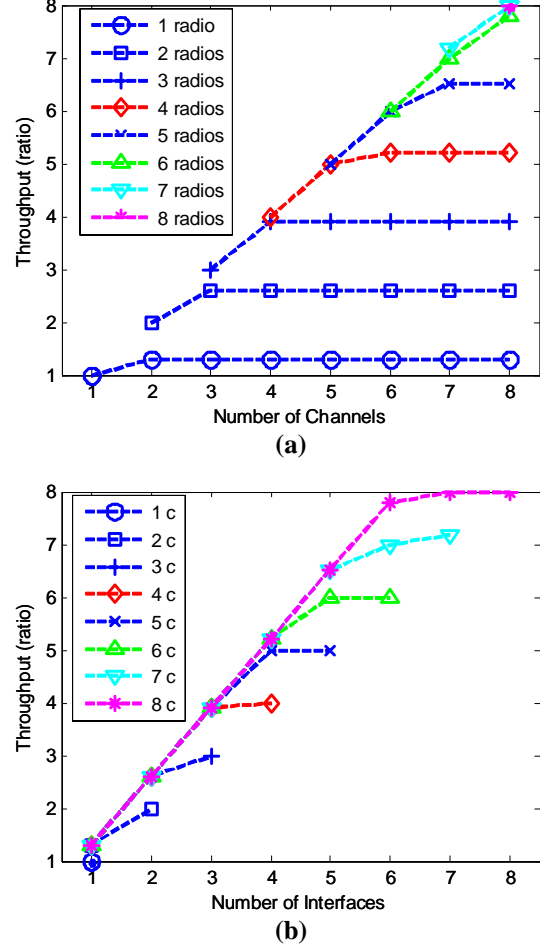 8
7
6
5
4
3
2
1
Throughput (ratio)
1 radio
2 radios
3 radios
4 radios
5 radios
6 radios
7 radios
8 radios
1 2 3 4 5 6 7 8
Number of Channels
(a)
8
7
6
5
4
3
2
1
Throughput (ratio)
1 c
2 c
3 c
4 c
5 c
6 c
7 c
8 c
1 2 3 4 5 6 7 8
Number of Interfaces
(b)